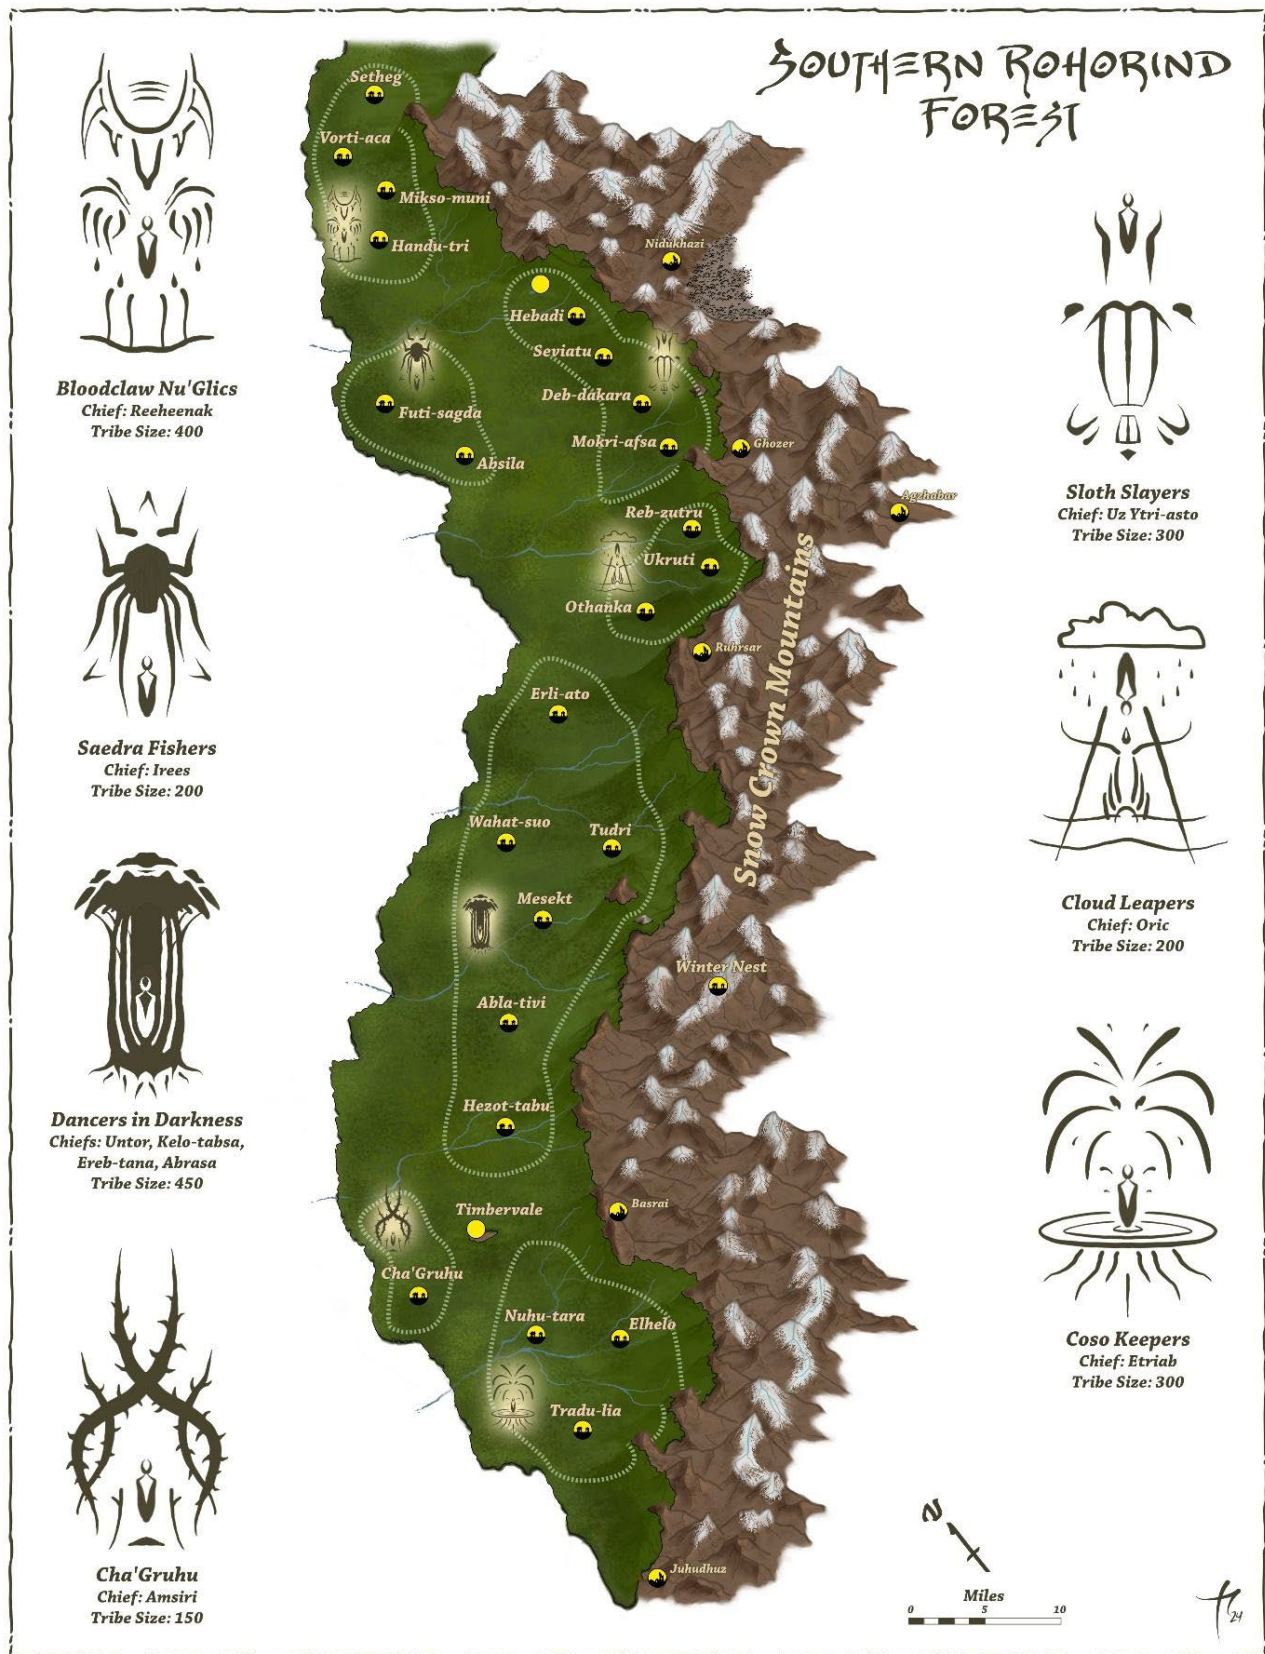 SOUTHERN ROHORIND
FOREST
Bloodclaw Nu'Glics
Chief: Reeheenak
Tribe Size: 400
Saedra Fishers
Chief: Irees
Tribe Size: 200
Dancers in Darkness
Chiefs: Untor, Kelo-tabsa,
Ereb-tana, Abrasa
Tribe Size: 450
Cha'Gruhu
Chief: Amsiri
Tribe Size: 150
Setheg
Vorti-aca
Mikso-muni
Handu-tri
Nidukhazi
Hebadi
Seviatu
Deb-dakara
Futi-sagda
Mokri-afsa
Ghozer
Absila
Agzhabar
Reb-zutru
Ukruti
Othanka
Ruhrsar
Snow Crown Mountains
Erli-ato
Wahat-suo
Tudri
Mesekt
Winter Nest
Abla-tivi
Hezot-tabu
Basrai
Timbervale
Cha'Gruhu
Nuhu-tara
Elhelo
Tradu-lia
Juhudhuz
Sloth Slayers
Chief: Uz Ytri-asto
Tribe Size: 300
Cloud Leapers
Chief: Oric
Tribe Size: 200
Coso Keepers
Chief: Etriab
Tribe Size: 300
N
Miles
0 5 10
24